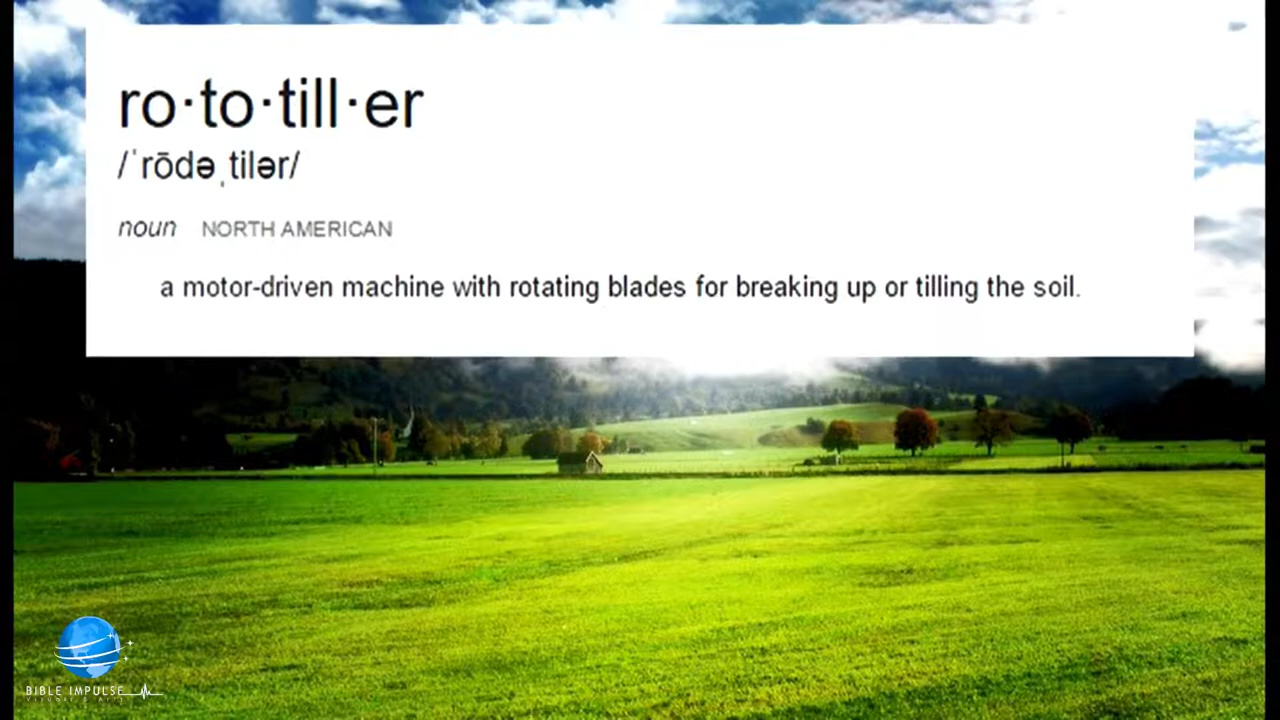 ro·to·till·er
/ˈrōdəˌtilər/
noun NORTH AMERICAN
a motor-driven machine with rotating blades for breaking up or tilling the soil.
BIBLE IMPULSE